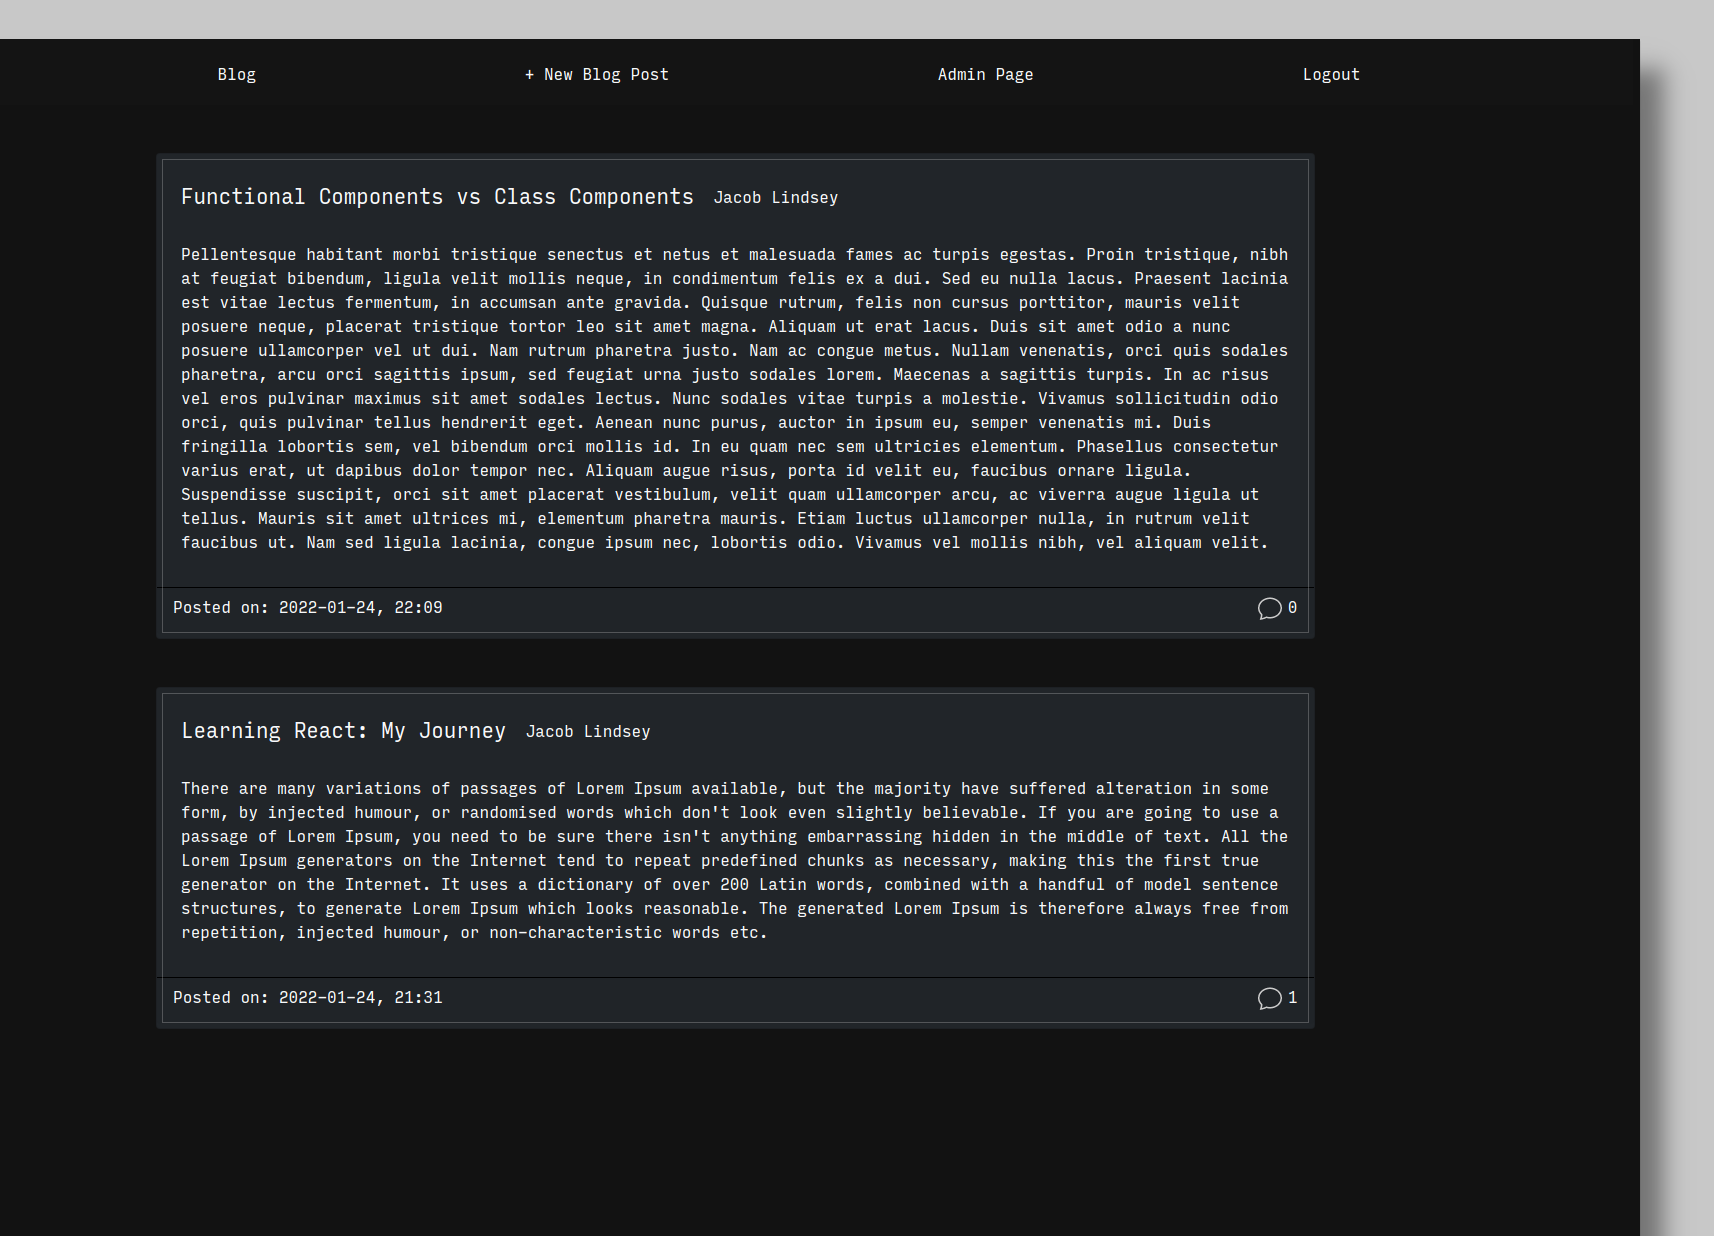 Blog + New Blog Post Admin Page Logout
Functional Components vs Class Components Jacob Lindsey
Pellentesque habitant morbi tristique senectus et netus et malesuada fames ac turpis egestas. Proin tristique, nibh
at feugiat bibendum, ligula velit mollis neque, in condimentum felis ex a dui. Sed eu nulla lacus. Praesent lacinia
est vitae lectus fermentum, in accumsan ante gravida. Quisque rutrum, felis non cursus porttitor, mauris velit
posuere neque, placerat tristique tortor leo sit amet magna. Aliquam ut erat lacus. Duis sit amet odio a nunc
posuere ullamcorper vel ut dui. Nam rutrum pharetra justo. Nam ac congue metus. Nullam venenatis, orci quis sodales
pharetra, arcu orci sagittis ipsum, sed feugiat urna justo sodales lorem. Maecenas a sagittis turpis. In ac risus
vel eros pulvinar maximus sit amet sodales lectus. Nunc sodales vitae turpis a molestie. Vivamus sollicitudin odio
orci, quis pulvinar tellus hendrerit eget. Aenean nunc purus, auctor in ipsum eu, semper venenatis mi. Duis
fringilla lobortis sem, vel bibendum orci mollis id. In eu quam nec sem ultricies elementum. Phasellus consectetur
varius erat, ut dapibus dolor tempor nec. Aliquam augue risus, porta id velit eu, faucibus ornare ligula.
Suspendisse suscipit, orci sit amet placerat vestibulum, velit quam ullamcorper arcu, ac viverra augue ligula ut
tellus. Mauris sit amet ultrices mi, elementum pharetra mauris. Etiam luctus ullamcorper nulla, in rutrum velit
faucibus ut. Nam sed ligula lacinia, congue ipsum nec, lobortis odio. Vivamus vel mollis nibh, vel aliquam velit.
Posted on: 2022-01-24, 22:09 0
Learning React: My Journey Jacob Lindsey
There are many variations of passages of Lorem Ipsum available, but the majority have suffered alteration in some
form, by injected humour, or randomised words which don't look even slightly believable. If you are going to use a
passage of Lorem Ipsum, you need to be sure there isn't anything embarrassing hidden in the middle of text. All the
Lorem Ipsum generators on the Internet tend to repeat predefined chunks as necessary, making this the first true
generator on the Internet. It uses a dictionary of over 200 Latin words, combined with a handful of model sentence
structures, to generate Lorem Ipsum which looks reasonable. The generated Lorem Ipsum is therefore always free from
repetition, injected humour, or non-characteristic words etc.
Posted on: 2022-01-24, 21:31 1